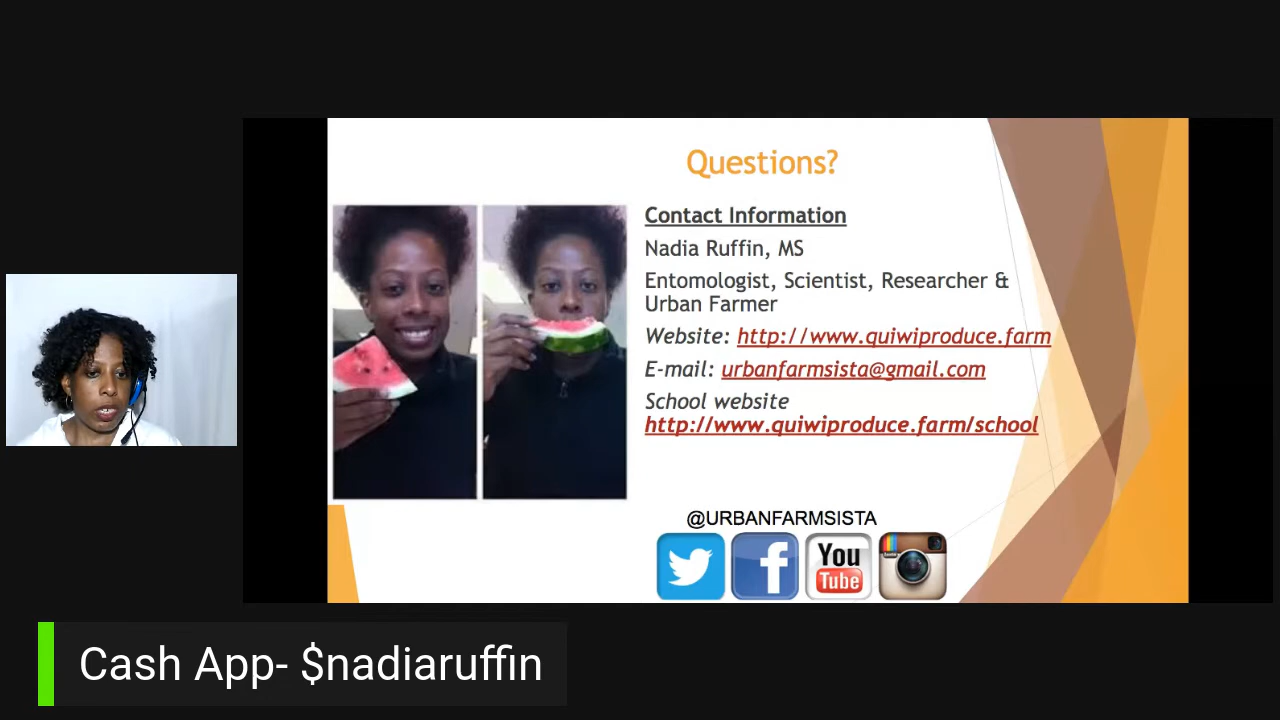 Questions?
Contact Information
Nadia Ruffin, MS
Entomologist, Scientist, Researcher &
Urban Farmer
Website: http://www.quiwiproduce.farm
E-mail: urbanfarmsista@gmail.com
School website
http://www.quiwiproduce.farm/school
@URBANFARMSISTA
You
Tube
Cash App- $nadiaruffin